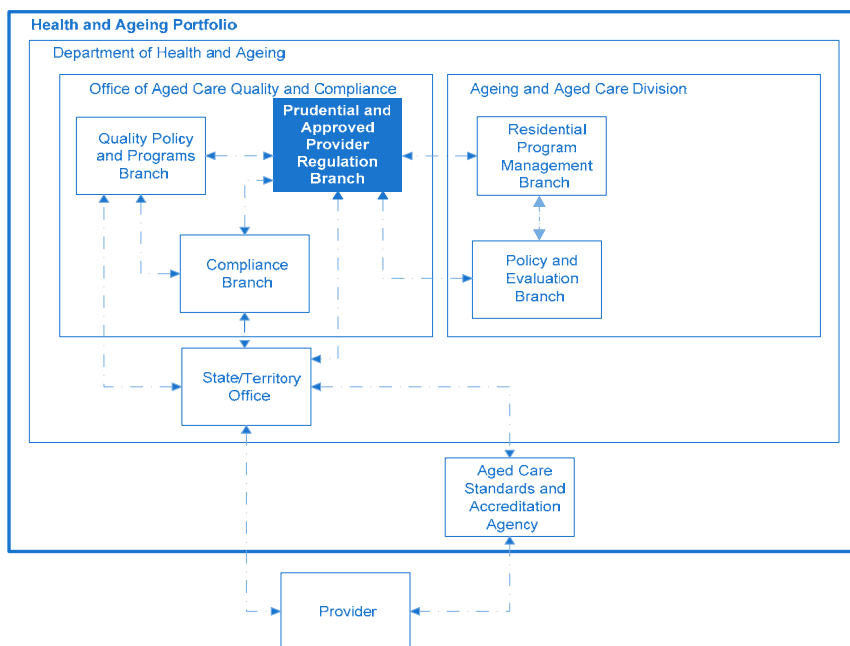 Health and Ageing Portfolio
Department of Health and Ageing
Office of Aged Care Quality and Compliance
Ageing and Aged Care Division
Quality Policy
and Programs
Branch
Prudential and
Approved
Provider
Regulation
Branch
Residential
Program
Management
Branch
Compliance
Branch
Policy and
Evaluation
Branch
State/Territory
Office
Aged Care
Standards and
Accreditation
Agency
Provider